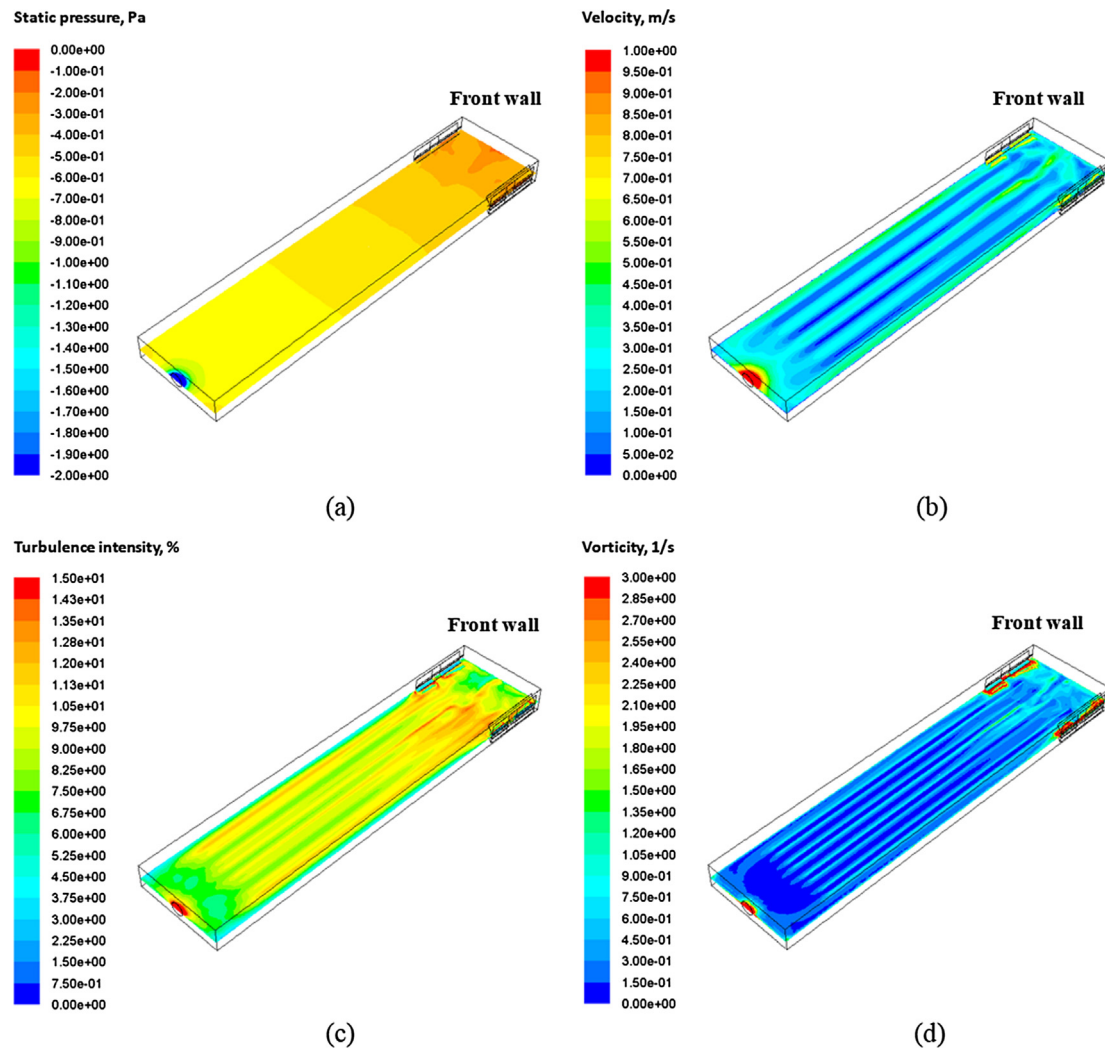 Static pressure, Pa
0.00e+00
-1.00e-01
-3.00e-01
-4.00e-01
-5.00e-01
-6.00e-01
-7.00e-01
-8.00e-01
-9.00e-01
-1.00e+00
-1.10e+00
-1.20e+00
-1.30e+00
-1.40e+00
-1.50e+00
-1.60e+00
-1.70e+00
-1.80e+00
-1.90e+00
-2.00e+00
Front wall
(a)
Velocity, m/s
1.00e+00
9.50e-01
9.00e-01
8.50e-01
8.00e-01
7.50e-01
7.00e-01
6.50e-01
6.00e-01
5.50e-01
5.00e-01
4.50e-01
4.00e-01
3.50e-01
3.00e-01
2.50e-01
2.00e-01
1.50e-01
1.00e-01
5.00e-02
0.00e+00
Front wall
(b)
Turbulence intensity, %
1.50e+01
1.43e+01
1.35e+01
1.28e+01
1.20e+01
1.13e+01
1.05e+01
9.75e+00
9.00e+00
8.25e+00
7.50e+00
6.75e+00
6.00e+00
5.25e+00
4.50e+00
3.75e+00
3.00e+00
2.25e+00
1.50e+00
7.50e-01
0.00e+00
Front wall
(c)
Vorticity, 1/s
3.00e+00
2.85e+00
2.70e+00
2.55e+00
2.40e+00
2.25e+00
2.10e+00
1.95e+00
1.80e+00
1.65e+00
1.50e+00
1.35e+00
1.20e+00
1.05e+00
9.00e-01
7.50e-01
6.00e-01
4.50e-01
3.00e-01
1.50e-01
0.00e+00
Front wall
(d)